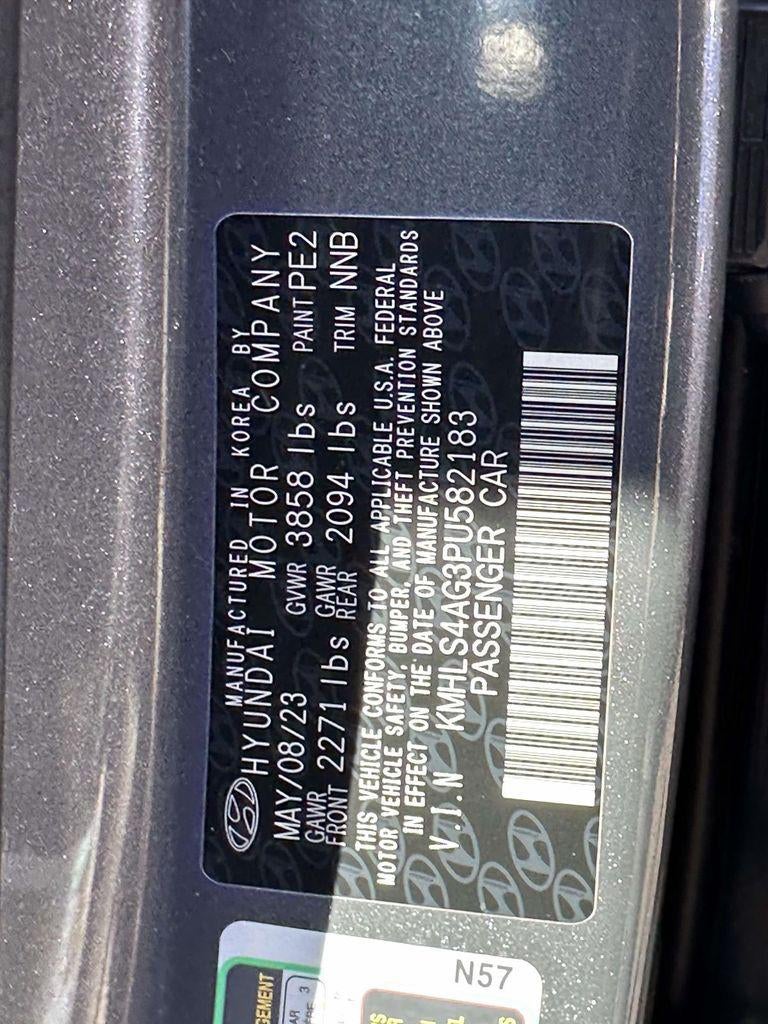 MANUFACTURED IN KOREA BY
HYUNDAI MOTOR COMPANY
MAY/08/23 GVWR 3858 lbs PAINT PE2
GAWR FRONT 2271 lbs GAWR REAR 2094 lbs TRIM NNB
THIS VEHICLE CONFORMS TO ALL APPLICABLE U.S.A. FEDERAL
MOTOR VEHICLE SAFETY, BUMPER, AND THEFT PREVENTION STANDARDS
IN EFFECT ON THE DATE OF MANUFACTURE SHOWN ABOVE
V.I.N KMHLS4AG3PU582183
PASSENGER CAR
N57